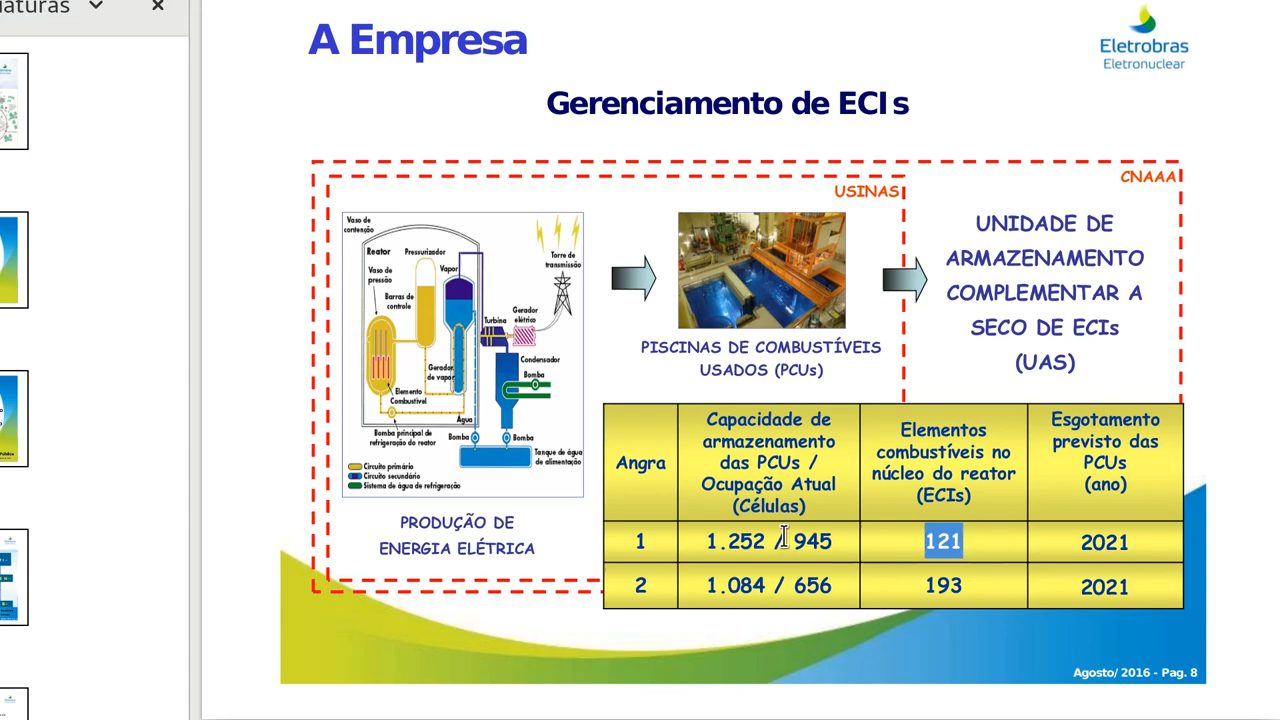 iaturas
A Empresa
Eletrobras
Eletronuclear
Gerenciamento de ECIs
CNAAA
USINAS
Vaso de
contenção
Reator
Pressurizador
Vaso de
pressão
Vapor
Torre de
transmissão
Barras de
controle
Gerador
elétrico
Turbina
Condensador
Gerador
de vapor
Bomba
Elemento
Combustível
Água
Bomba principal de
refrigeração do reator
Bomba
Bomba
Tanque de água
de alimentação
Circuito primário
Circuito secundário
Sistema de água de refrigeração
PRODUÇÃO DE
ENERGIA ELÉTRICA
PISCINAS DE COMBUSTÍVEIS
USADOS (PCUs)
UNIDADE DE
ARMAZENAMENTO
COMPLEMENTAR A
SECO DE ECIs
(UAS)
Angra
Capacidade de
armazenamento
das PCUs /
Ocupação Atual
(Células)
Elementos
combustíveis no
núcleo do reator
(ECIs)
Esgotamento
previsto das
PCUs
(ano)
1 1.252 / 945 121 2021
2 1.084 / 656 193 2021
Agosto/2016 - Pag. 8